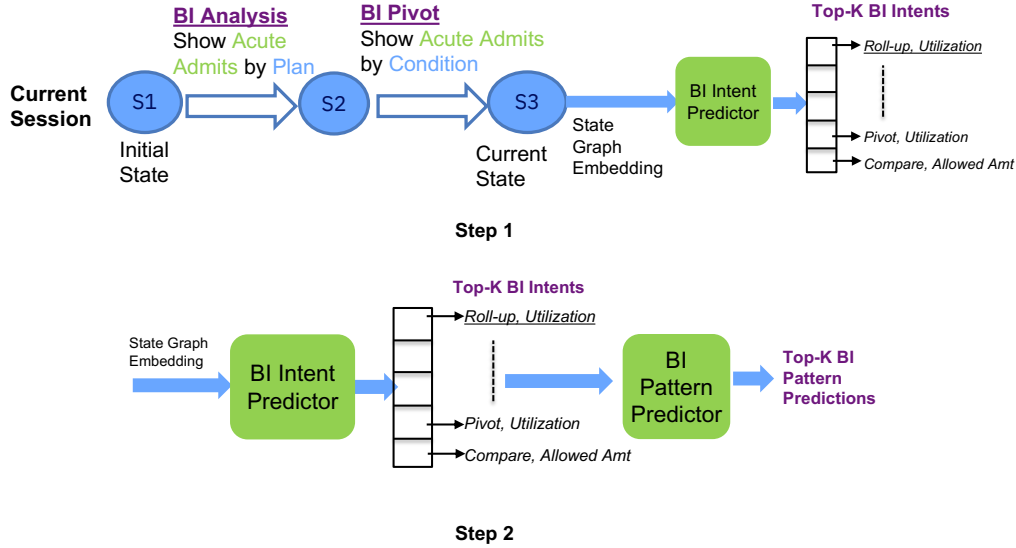 BI Analysis
Show Acute
Admits by Plan
BI Pivot
Show Acute Admits
by Condition
Top-K BI Intents
Current
Session
S1
S2
S3
Initial
State
Current
State
State
Graph
Embedding
BI Intent
Predictor
Roll-up, Utilization
Pivot, Utilization
Compare, Allowed Amt
Step 1
Top-K BI Intents
State Graph
Embedding
BI Intent
Predictor
Roll-up, Utilization
Pivot, Utilization
Compare, Allowed Amt
BI
Pattern
Predictor
Top-K BI
Pattern
Predictions
Step 2